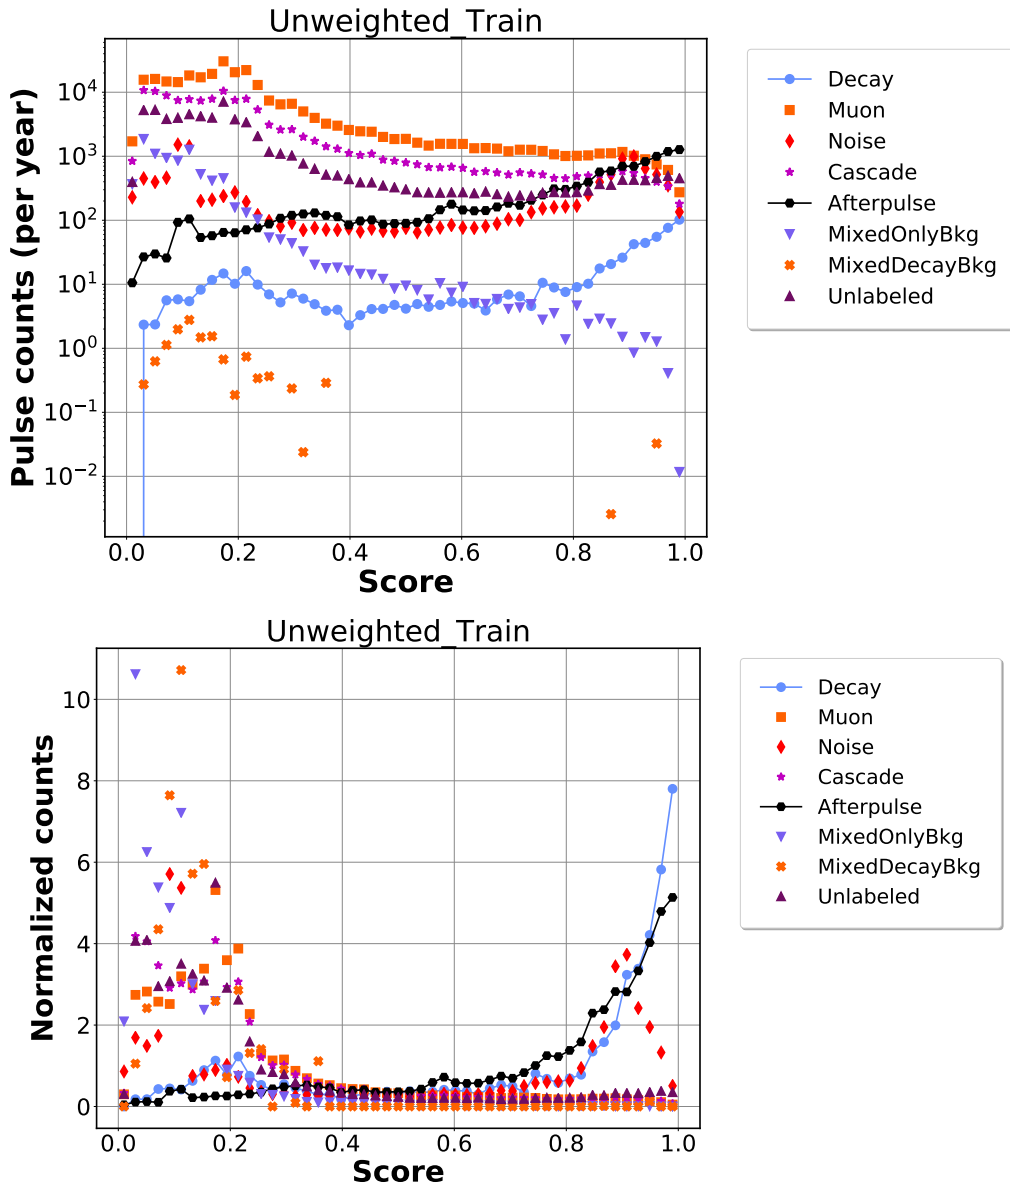 Unweighted_Train
Pulse counts (per year)
10⁴
10³
10²
10¹
10⁰
10⁻¹
10⁻²
0.0 0.2 0.4 0.6 0.8 1.0
Score
Decay
Muon
Noise
Cascade
Afterpulse
MixedOnlyBkg
MixedDecayBkg
Unlabeled
Unweighted_Train
Normalized counts
10
8
6
4
2
0
0.0 0.2 0.4 0.6 0.8 1.0
Score
Decay
Muon
Noise
Cascade
Afterpulse
MixedOnlyBkg
MixedDecayBkg
Unlabeled